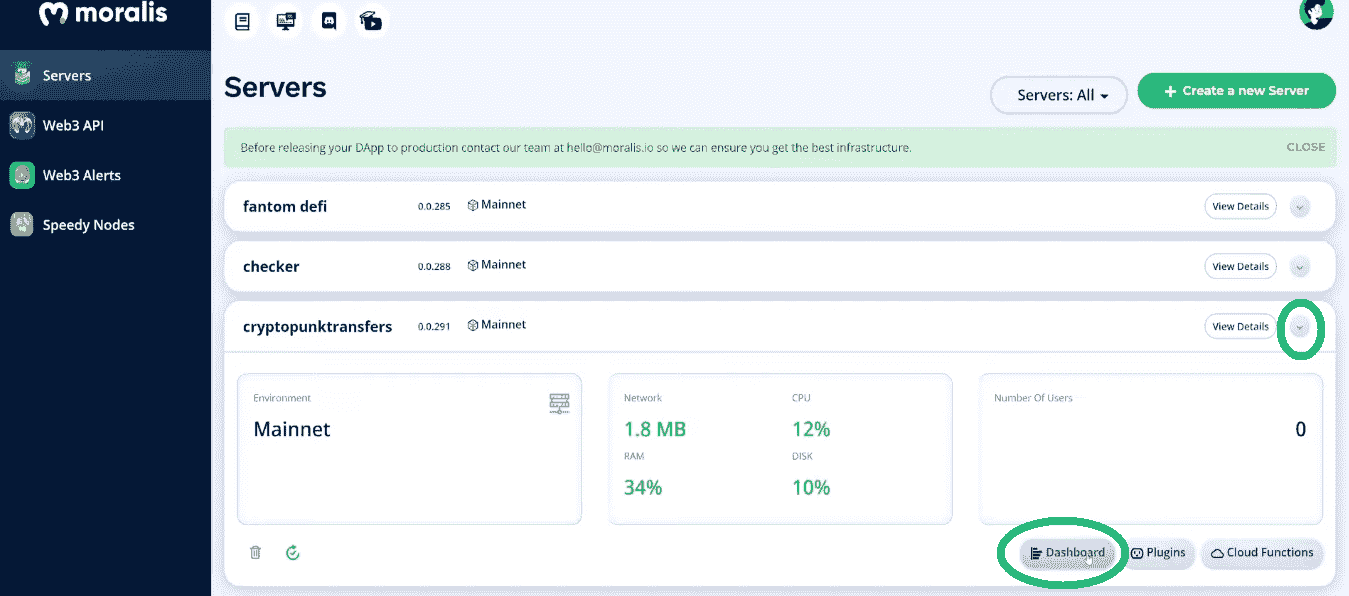 moralis
Servers
Web3 API
Web3 Alerts
Speedy Nodes
Servers
Servers: All
+ Create a new Server
Before releasing your DApp to production contact our team at hello@moralis.io so we can ensure you get the best infrastructure.
CLOSE
fantom defi 0.0.285 Mainnet View Details
checker 0.0.288 Mainnet View Details
cryptopunktransfers 0.0.291 Mainnet View Details
Environment
Mainnet
Network CPU
1.8 MB 12%
RAM DISK
34% 10%
Number Of Users
0
Dashboard Plugins Cloud Functions